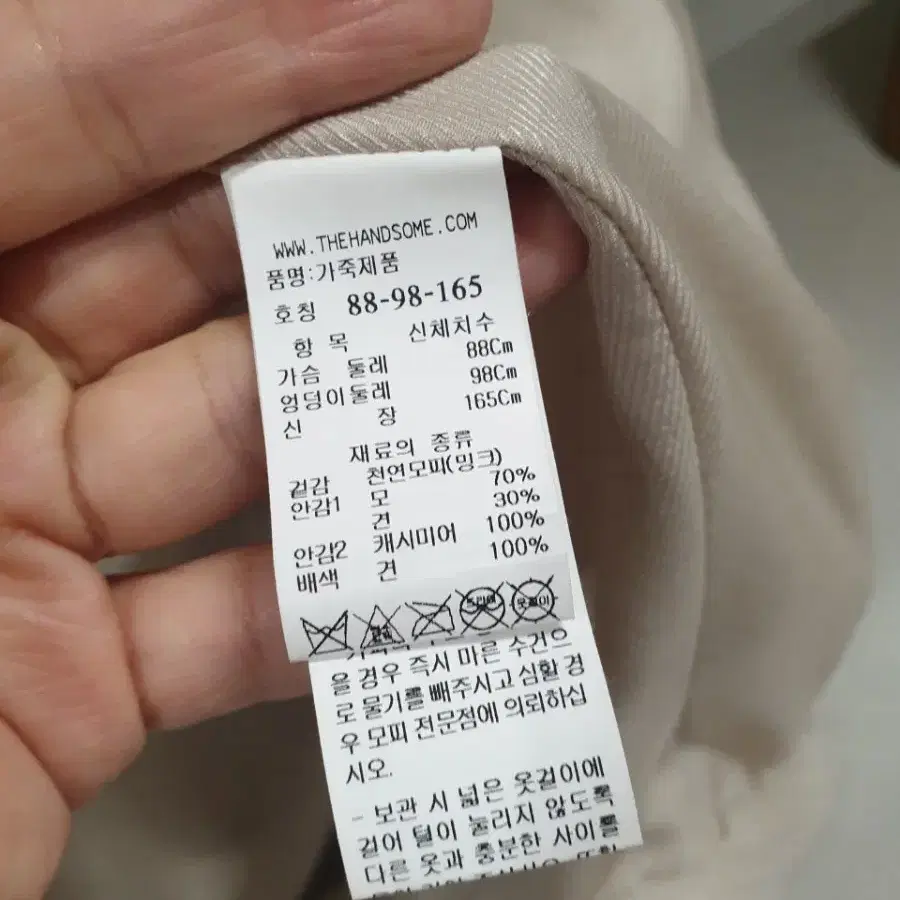 WWW.THEHANDSOME.COM
품명:가죽제품
호칭 88-98-165
항 목 신체치수
가슴 둘레 88Cm
엉덩이둘레 98Cm
신 장 165Cm
재료의 종류
겉감 천연모피(밍크)
안감1 모 70%
견 30%
안감2 캐시미어 100%
배색 견 100%
옷걸이
을 경우 즉시 마른 수건으
로 물기를 빼주시고 심할 경
우 모피 전문점에 의뢰하십
시오.
- 보관 시 넓은 옷걸이에
걸어 털이 눌리지 않도록
다른 옷과 충분한 사이를